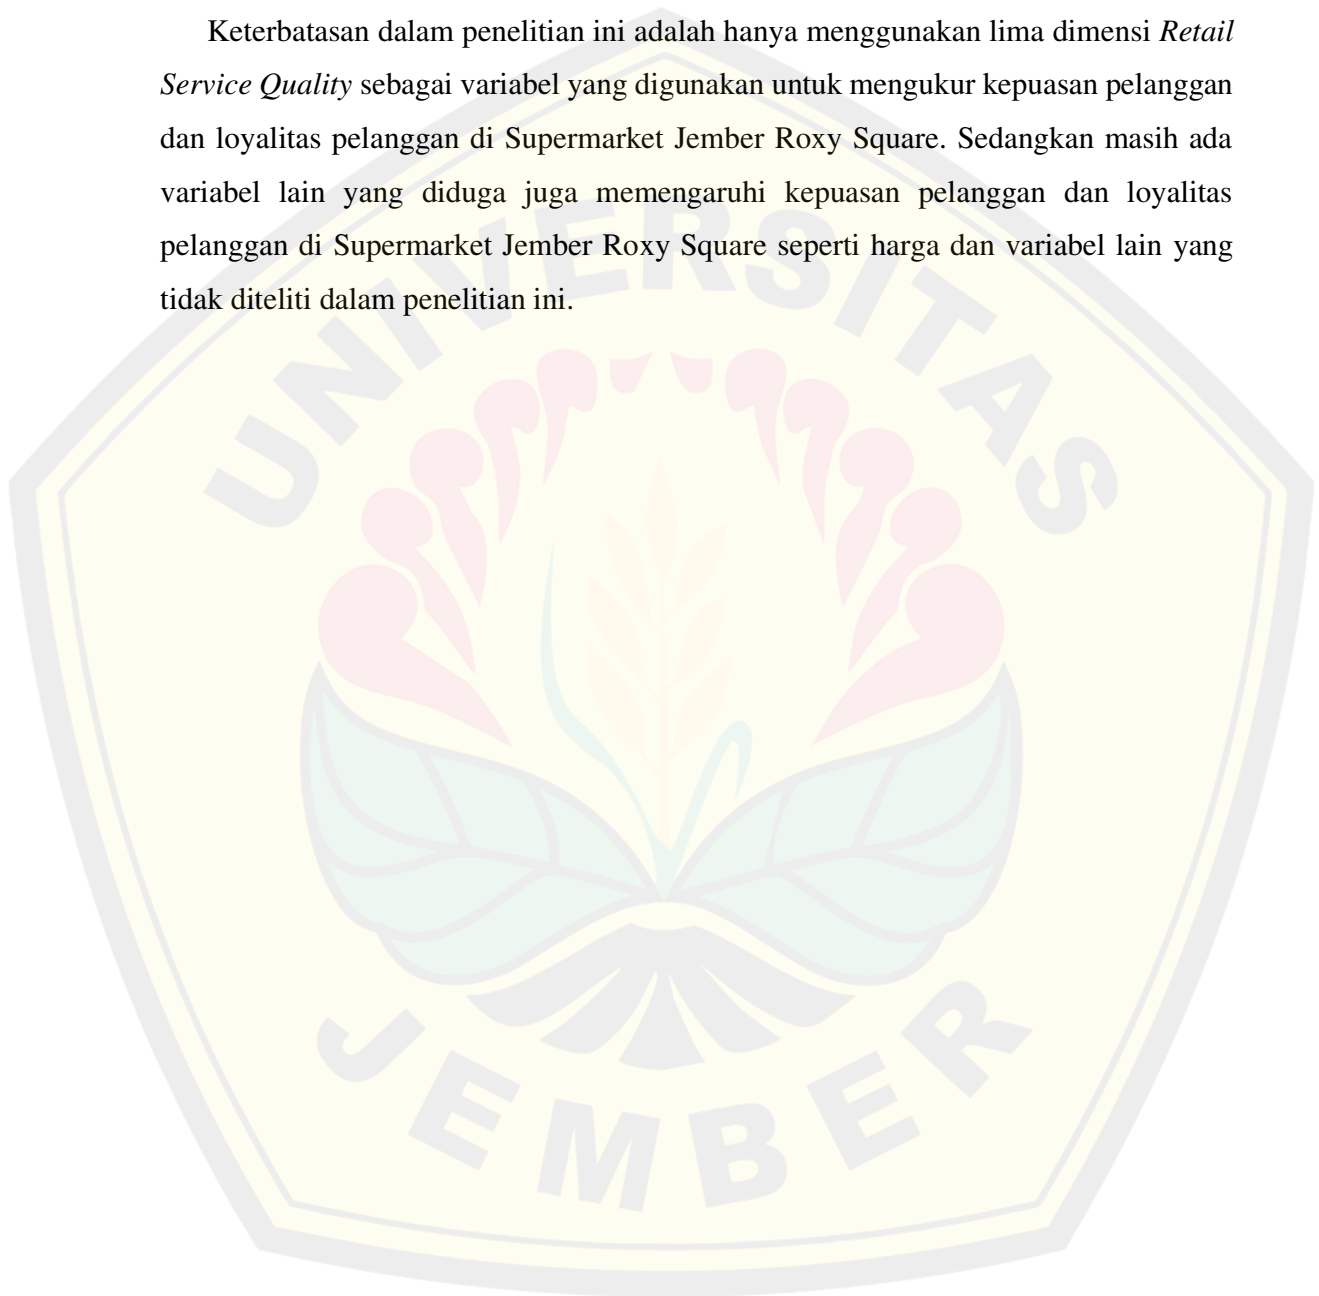 Keterbatasan dalam penelitian ini adalah hanya menggunakan lima dimensi Retail
Service Quality sebagai variabel yang digunakan untuk mengukur kepuasan pelanggan
dan loyalitas pelanggan di Supermarket Jember Roxy Square. Sedangkan masih ada
variabel lain yang diduga juga memengaruhi kepuasan pelanggan dan loyalitas
pelanggan di Supermarket Jember Roxy Square seperti harga dan variabel lain yang
tidak diteliti dalam penelitian ini.
UNIVERSITAS
JEMBER